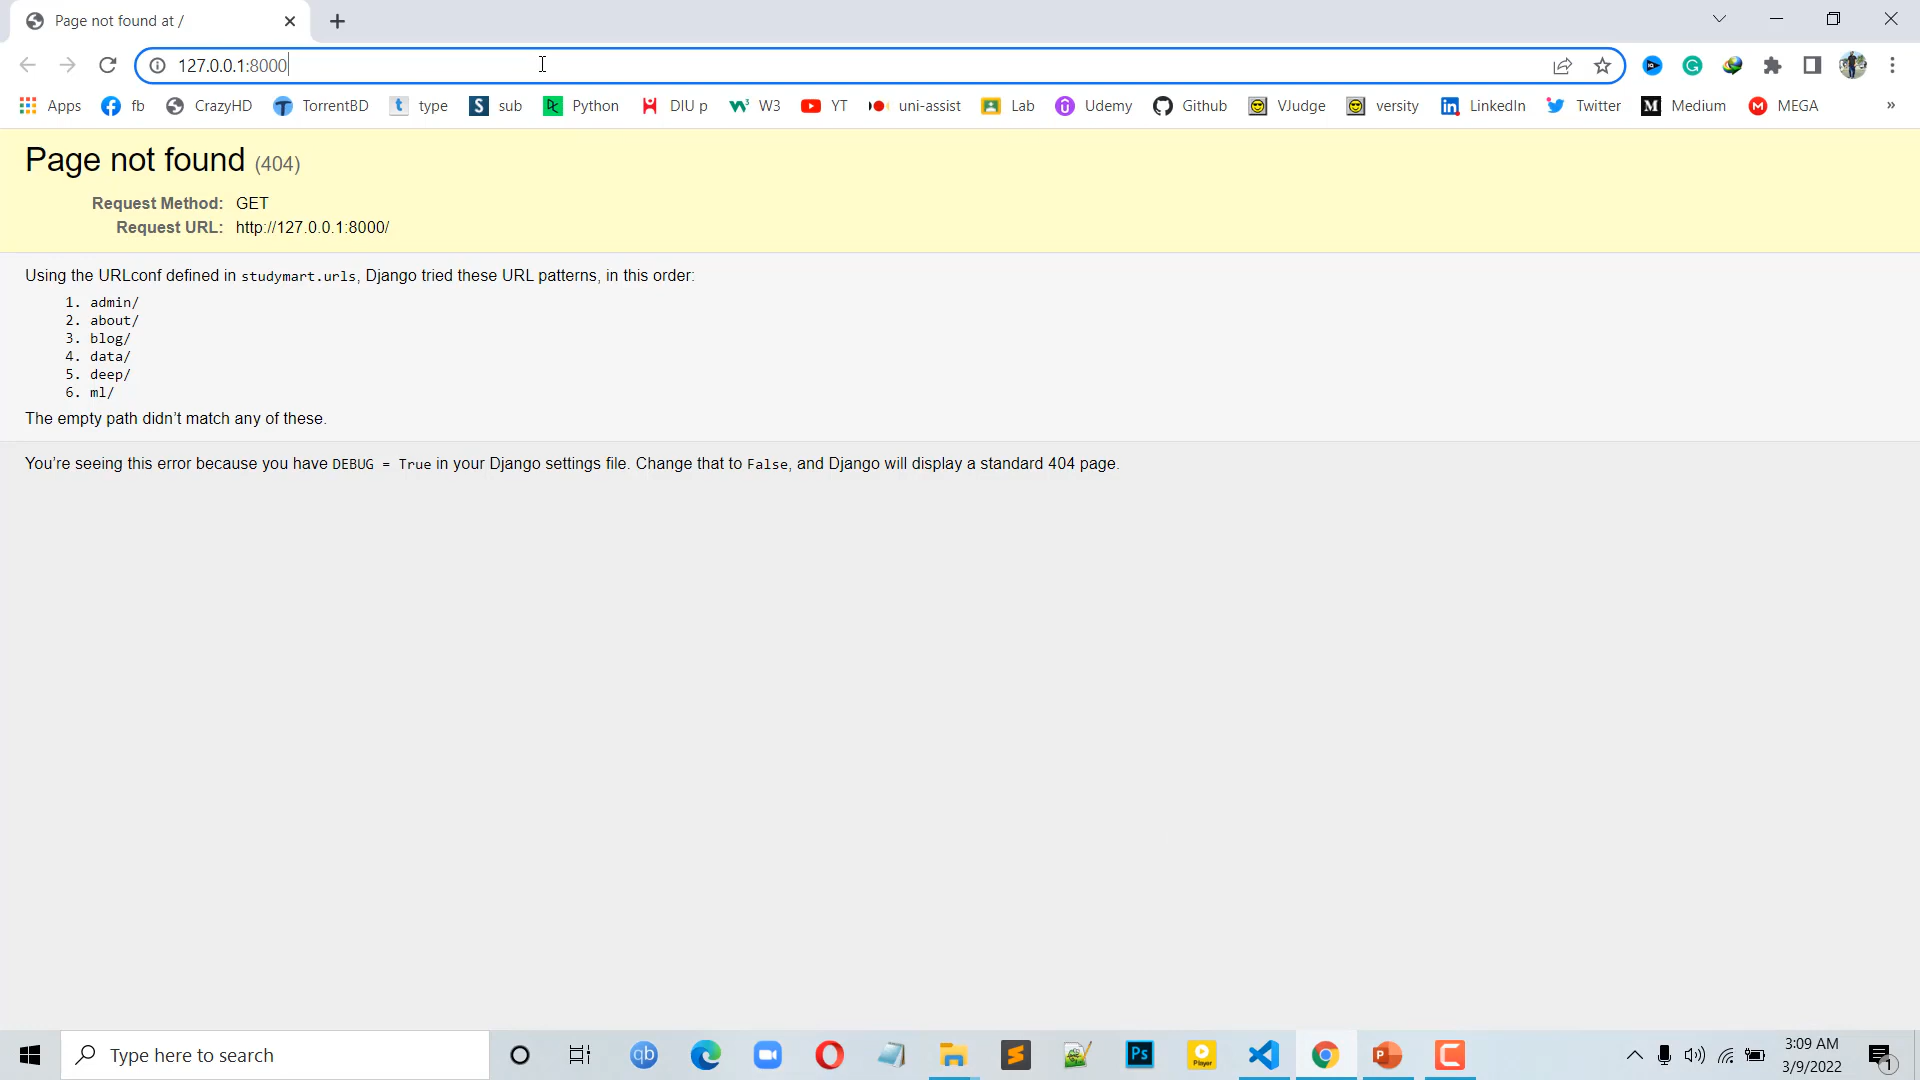 Page not found at /
127.0.0.1:8000
Apps fb CrazyHD TorrentBD type sub Python DIU p W3 YT uni-assist Lab Udemy Github VJudge versity LinkedIn Twitter Medium MEGA »
Page not found (404)
Request Method: GET
Request URL: http://127.0.0.1:8000/
Using the URLconf defined in studymart.urls, Django tried these URL patterns, in this order:
1. admin/
2. about/
3. blog/
4. data/
5. deep/
6. ml/
The empty path didn’t match any of these.
You’re seeing this error because you have DEBUG = True in your Django settings file. Change that to False, and Django will display a standard 404 page.
Type here to search
qb
Ps
Player
3:09 AM
3/9/2022
1